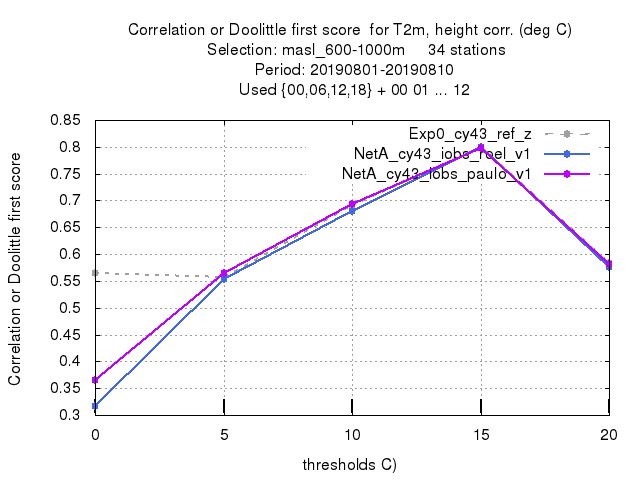 Correlation or Doolittle first score  for T2m, height corr. (deg C)
Selection: masl_600-1000m     34 stations
Period: 20190801-20190810
Used {00,06,12,18} + 00 01 ... 12
Correlation or Doolittle first score
0.85
0.8
0.75
0.7
0.65
0.6
0.55
0.5
0.45
0.4
0.35
0.3
Exp0_cy43_ref_z
NetA_cy43_iobs_roel_v1
NetA_cy43_iobs_paulo_v1
0 5 10 15 20
thresholds C)